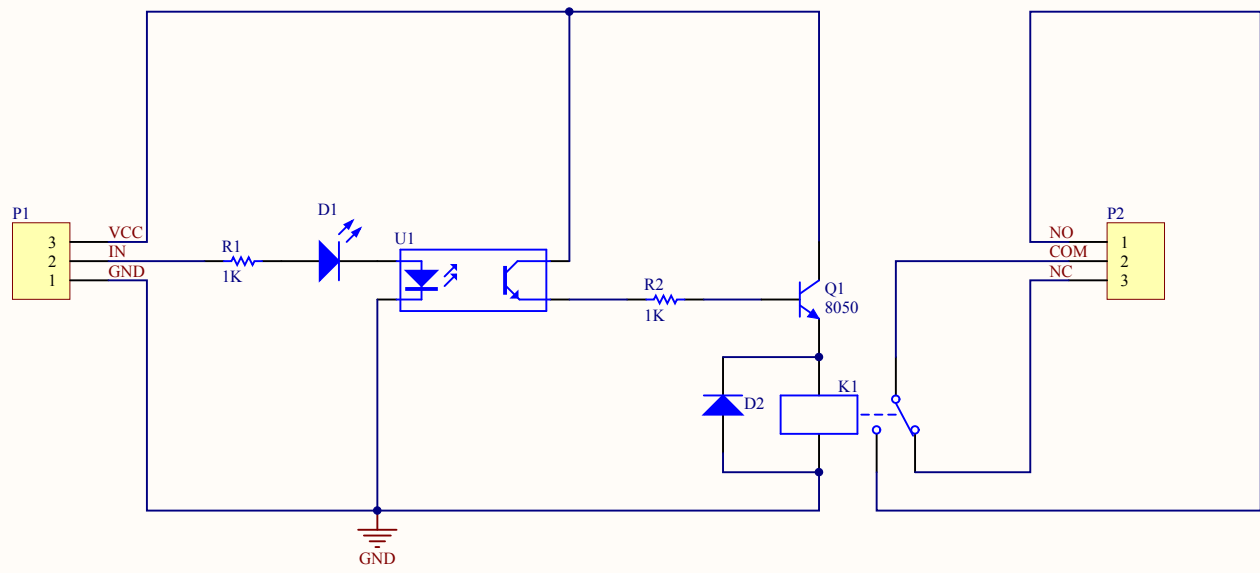 P1
3
2
1
VCC
IN
GND
R1
1K
D1
U1
R2
1K
Q1
8050
D2
K1
NO
COM
NC
P2
1
2
3
GND